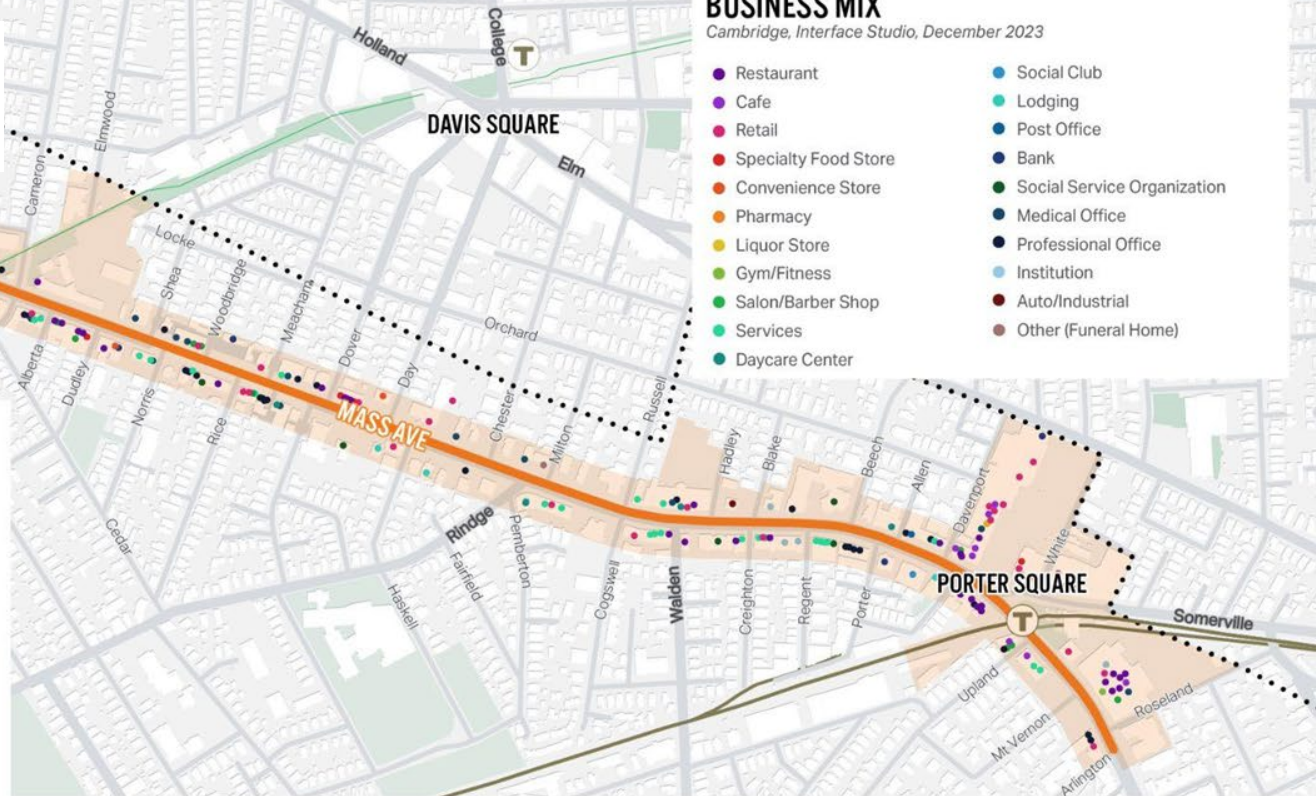 BUSINESS MIX
Cambridge, Interface Studio, December 2023
Restaurant
Cafe
Retail
Specialty Food Store
Convenience Store
Pharmacy
Liquor Store
Gym/Fitness
Salon/Barber Shop
Services
Daycare Center
Social Club
Lodging
Post Office
Bank
Social Service Organization
Medical Office
Professional Office
Institution
Auto/Industrial
Other (Funeral Home)
Holland
College
T
DAVIS SQUARE
Elm
Elmwood
Cameron
Locke
Shea
Woodbridge
Meacham
Orchard
Dover
Day
Alberta
Dudley
Norris
Rice
MASS AVE
Chester
Milton
Russell
Hadley
Blake
Beech
Allen
Davenport
White
Cedar
Rindge
Pemberton
Fairfield
Haskell
Cogswell
Walden
Creighton
Regent
Porter
PORTER SQUARE
T
Somerville
Upland
Mt Vernon
Roseland
Arlington